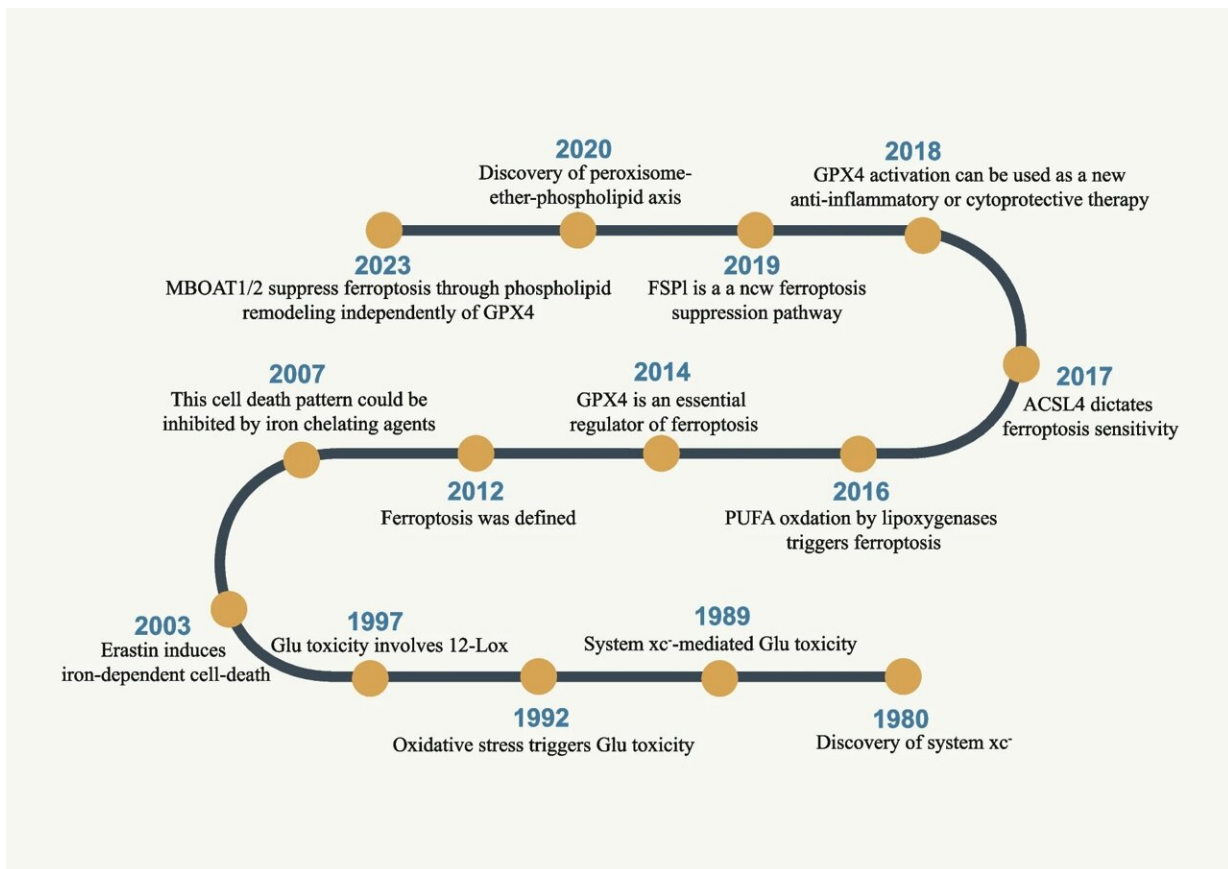 2020
Discovery of peroxisome-
ether-phospholipid axis
2018
GPX4 activation can be used as a new
anti-inflammatory or cytoprotective therapy
2023
MBOAT1/2 suppress ferroptosis through phospholipid
remodeling independently of GPX4
2019
FSPl is a a ncw ferroptosis
suppression pathway
2007
This cell death pattern could be
inhibited by iron chelating agents
2014
GPX4 is an essential
regulator of ferroptosis
2017
ACSL4 dictates
ferroptosis sensitivity
2012
Ferroptosis was defined
2016
PUFA oxdation by lipoxygenases
triggers ferroptosis
2003
Erastin induces
iron-dependent cell-death
1997
Glu toxicity involves 12-Lox
1989
System xc⁻-mediated Glu toxicity
1992
Oxidative stress triggers Glu toxicity
1980
Discovery of system xc⁻